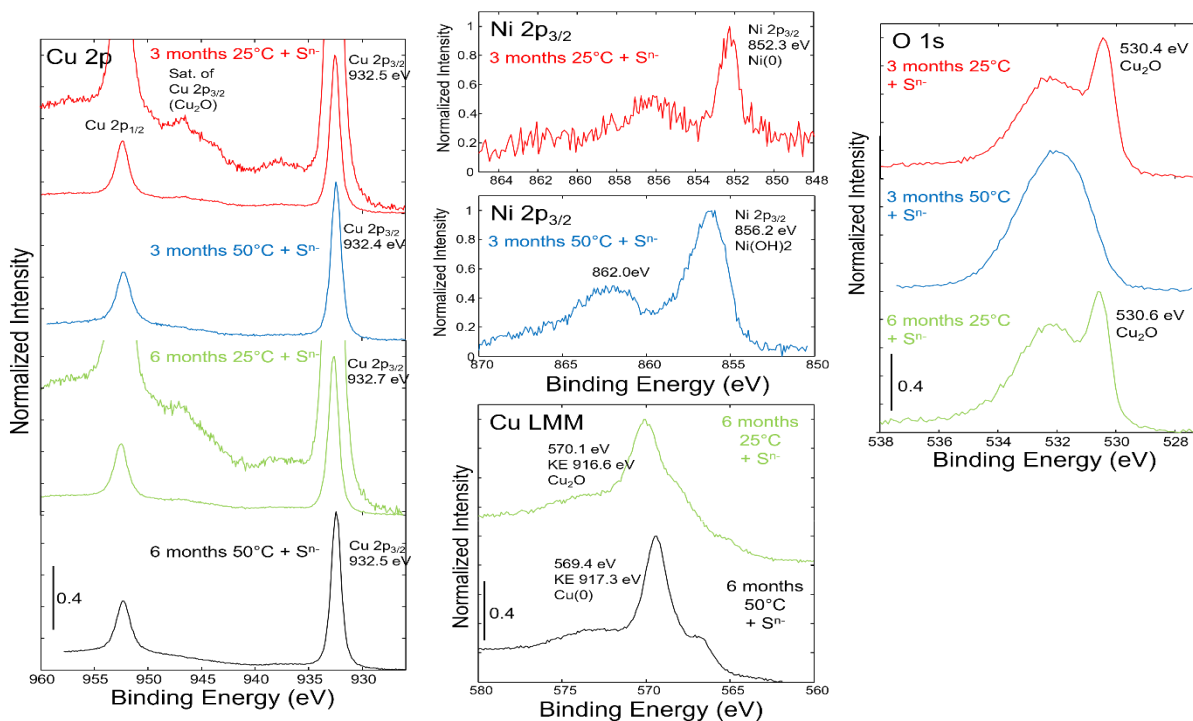 Cu 2p
3 months 25°C + Sⁿ⁻
Sat. of
Cu 2p₃/₂
(Cu₂O)
Cu 2p₁/₂
Cu 2p₃/₂
932.5 eV
3 months 50°C + Sⁿ⁻
Cu 2p₃/₂
932.4 eV
6 months 25°C + Sⁿ⁻
Cu 2p₃/₂
932.7 eV
6 months 50°C + Sⁿ⁻
Cu 2p₃/₂
932.5 eV
0.4
Normalized Intensity
960 955 950 945 940 935 930
Binding Energy (eV)
Ni 2p₃/₂
3 months 25°C + Sⁿ⁻
Ni 2p₃/₂
852.3 eV
Ni(0)
Normalized Intensity
1
0.8
0.6
0.4
0.2
0
864 862 860 858 856 854 852 850 848
Ni 2p₃/₂
3 months 50°C + Sⁿ⁻
Ni 2p₃/₂
856.2 eV
Ni(OH)2
862.0eV
Normalized Intensity
1
0.8
0.6
0.4
0.2
0
870 865 860 855 850
Binding Energy (eV)
Cu LMM
6 months
25°C
+ Sⁿ⁻
570.1 eV
KE 916.6 eV
Cu₂O
569.4 eV
KE 917.3 eV
Cu(0)
6 months
50°C
+ Sⁿ⁻
0.4
Normalized Intensity
580 575 570 565 560
Binding Energy (eV)
O 1s
530.4 eV
Cu₂O
3 months 25°C
+ Sⁿ⁻
3 months 50°C
+ Sⁿ⁻
6 months 25°C
+ Sⁿ⁻
530.6 eV
Cu₂O
0.4
Normalized Intensity
538 536 534 532 530 528
Binding Energy (eV)